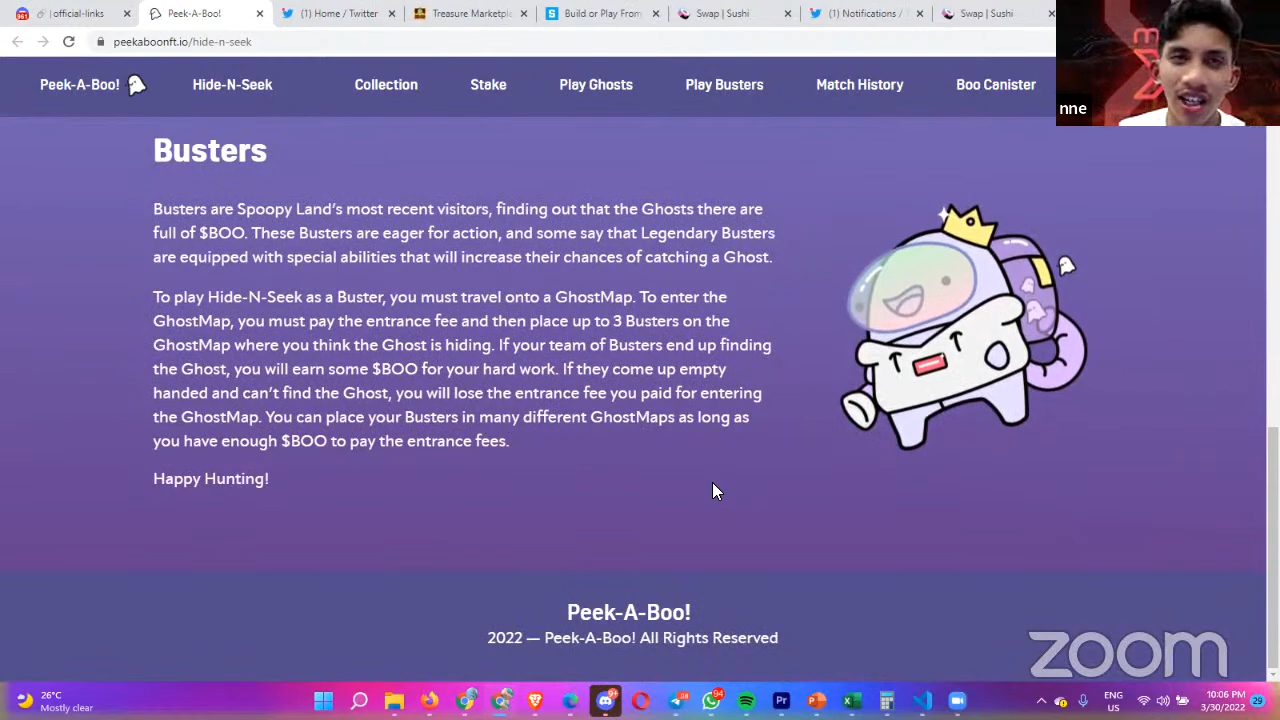 #official-links
Peek-A-Boo!
(1) Home / Twitter
Treasure Marketpl
Build or Play From
Swap | Sushi
(1) Notifications /
Swap | Sushi
peekaboonft.io/hide-n-seek
Peek-A-Boo!
Hide-N-Seek
Collection
Stake
Play Ghosts
Play Busters
Match History
Boo Canister
nne
Busters
Busters are Spoopy Land's most recent visitors, finding out that the Ghosts there are
full of $BOO. These Busters are eager for action, and some say that Legendary Busters
are equipped with special abilities that will increase their chances of catching a Ghost.
To play Hide-N-Seek as a Buster, you must travel onto a GhostMap. To enter the
GhostMap, you must pay the entrance fee and then place up to 3 Busters on the
GhostMap where you think the Ghost is hiding. If your team of Busters end up finding
the Ghost, you will earn some $BOO for your hard work. If they come up empty
handed and can't find the Ghost, you will lose the entrance fee you paid for entering
the GhostMap. You can place your Busters in many different GhostMaps as long as
you have enough $BOO to pay the entrance fees.
Happy Hunting!
Peek-A-Boo!
2022 — Peek-A-Boo! All Rights Reserved
zoom
26°C
Mostly clear
94
ENG
US
10:06 PM
3/30/2022
29